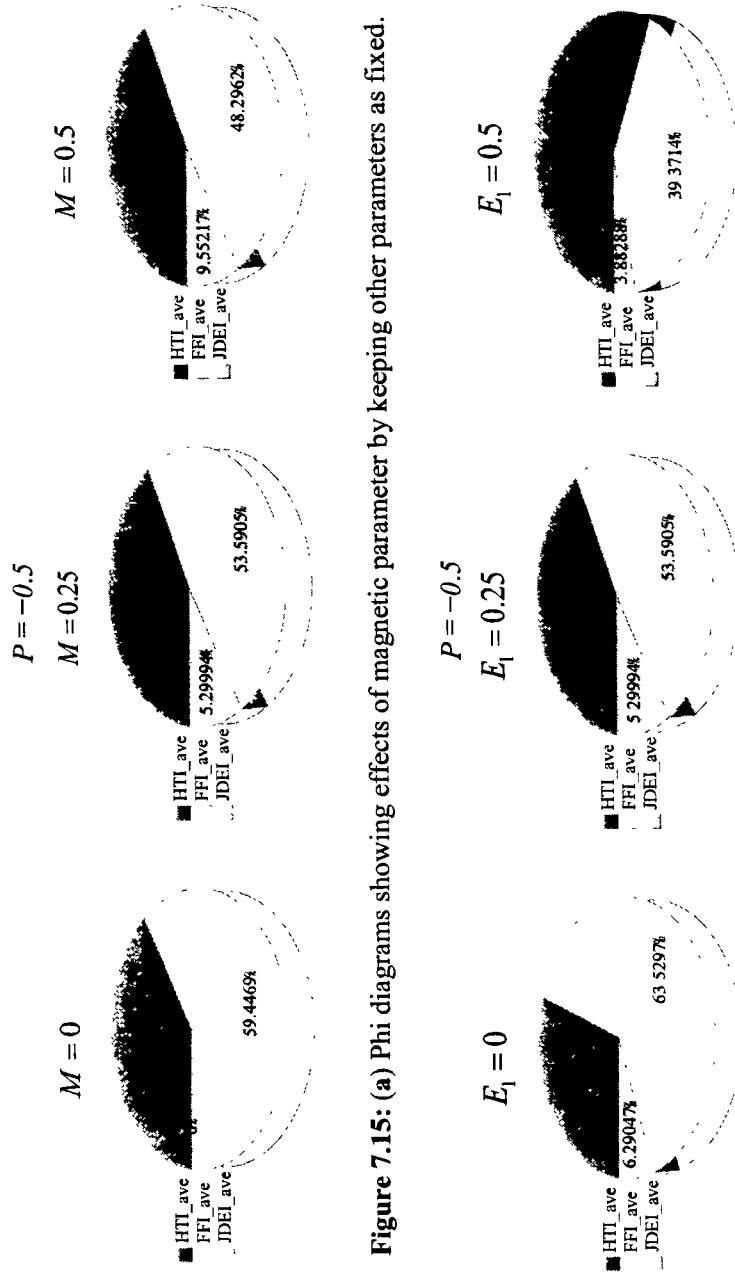 P = −0.5
M = 0
M = 0.25
M = 0.5
HTI_ave
FFI_ave
JDEI_ave
59.4469%
HTI_ave
FFI_ave
JDEI_ave
5.29994%
53.5905%
HTI_ave
FFI_ave
JDEI_ave
9.55217%
48.2962%
Figure 7.15: (a) Phi diagrams showing effects of magnetic parameter by keeping other parameters as fixed.
P = −0.5
E₁ = 0
E₁ = 0.25
E₁ = 0.5
HTI_ave
FFI_ave
JDEI_ave
6.29047%
63 5297%
HTI_ave
FFI_ave
JDEI_ave
5 29994%
53.5905%
HTI_ave
FFI_ave
JDEI_ave
3.88288%
39 3714%